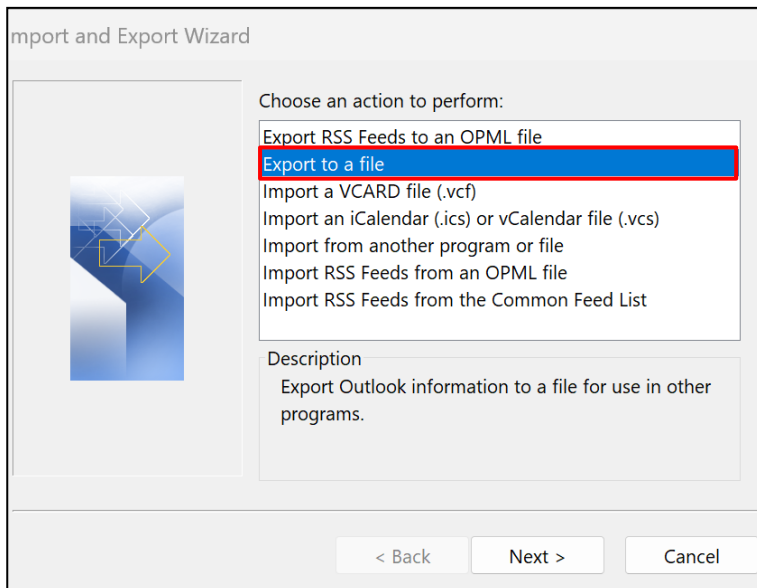 mport and Export Wizard
Choose an action to perform:
Export RSS Feeds to an OPML file
Export to a file
Import a VCARD file (.vcf)
Import an iCalendar (.ics) or vCalendar file (.vcs)
Import from another program or file
Import RSS Feeds from an OPML file
Import RSS Feeds from the Common Feed List
Description
Export Outlook information to a file for use in other
programs.
< Back Next > Cancel